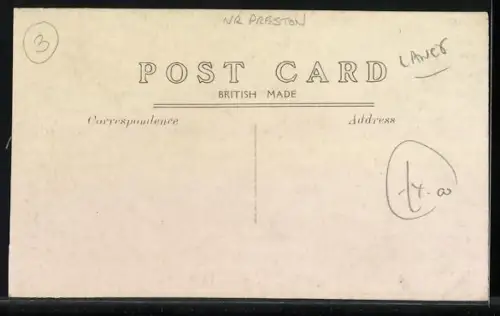 NR PRESTON
3
LANCS
POST CARD
BRITISH MADE
Correspondence
Address